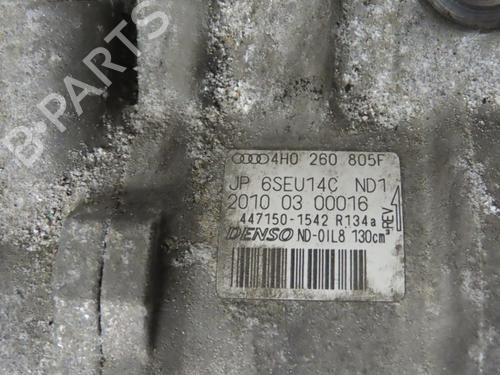 4H0 260 805F
JP 6SEU14C ND1
2010 03 00016
447150-1542 R134a
DENSO ND-OIL8 130cm³
REV
B-PARTS